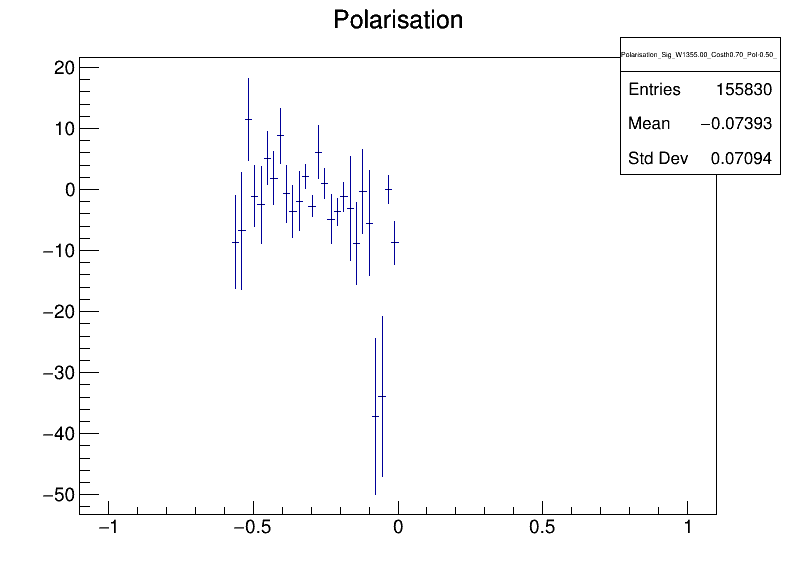 Polarisation
Polarisation_Sig_W1355.00_Costh0.70_Pol-0.50_
Entries 155830
Mean −0.07393
Std Dev 0.07094
20
10
0
−10
−20
−30
−40
−50
−1 −0.5 0 0.5 1